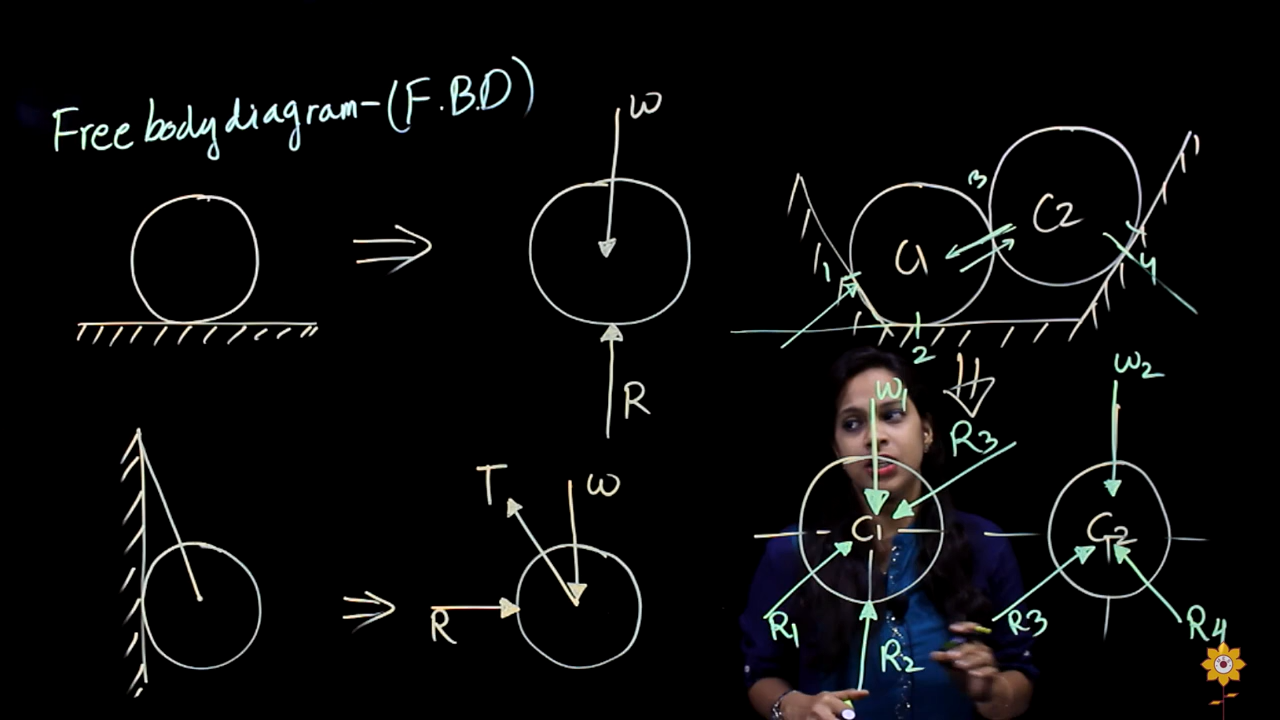 Free body diagram-(F.B.D)
W
R
T
W
R
C1
C2
1
2
3
4
W1
R3
C1
R1
R2
W2
C2
R3
R4